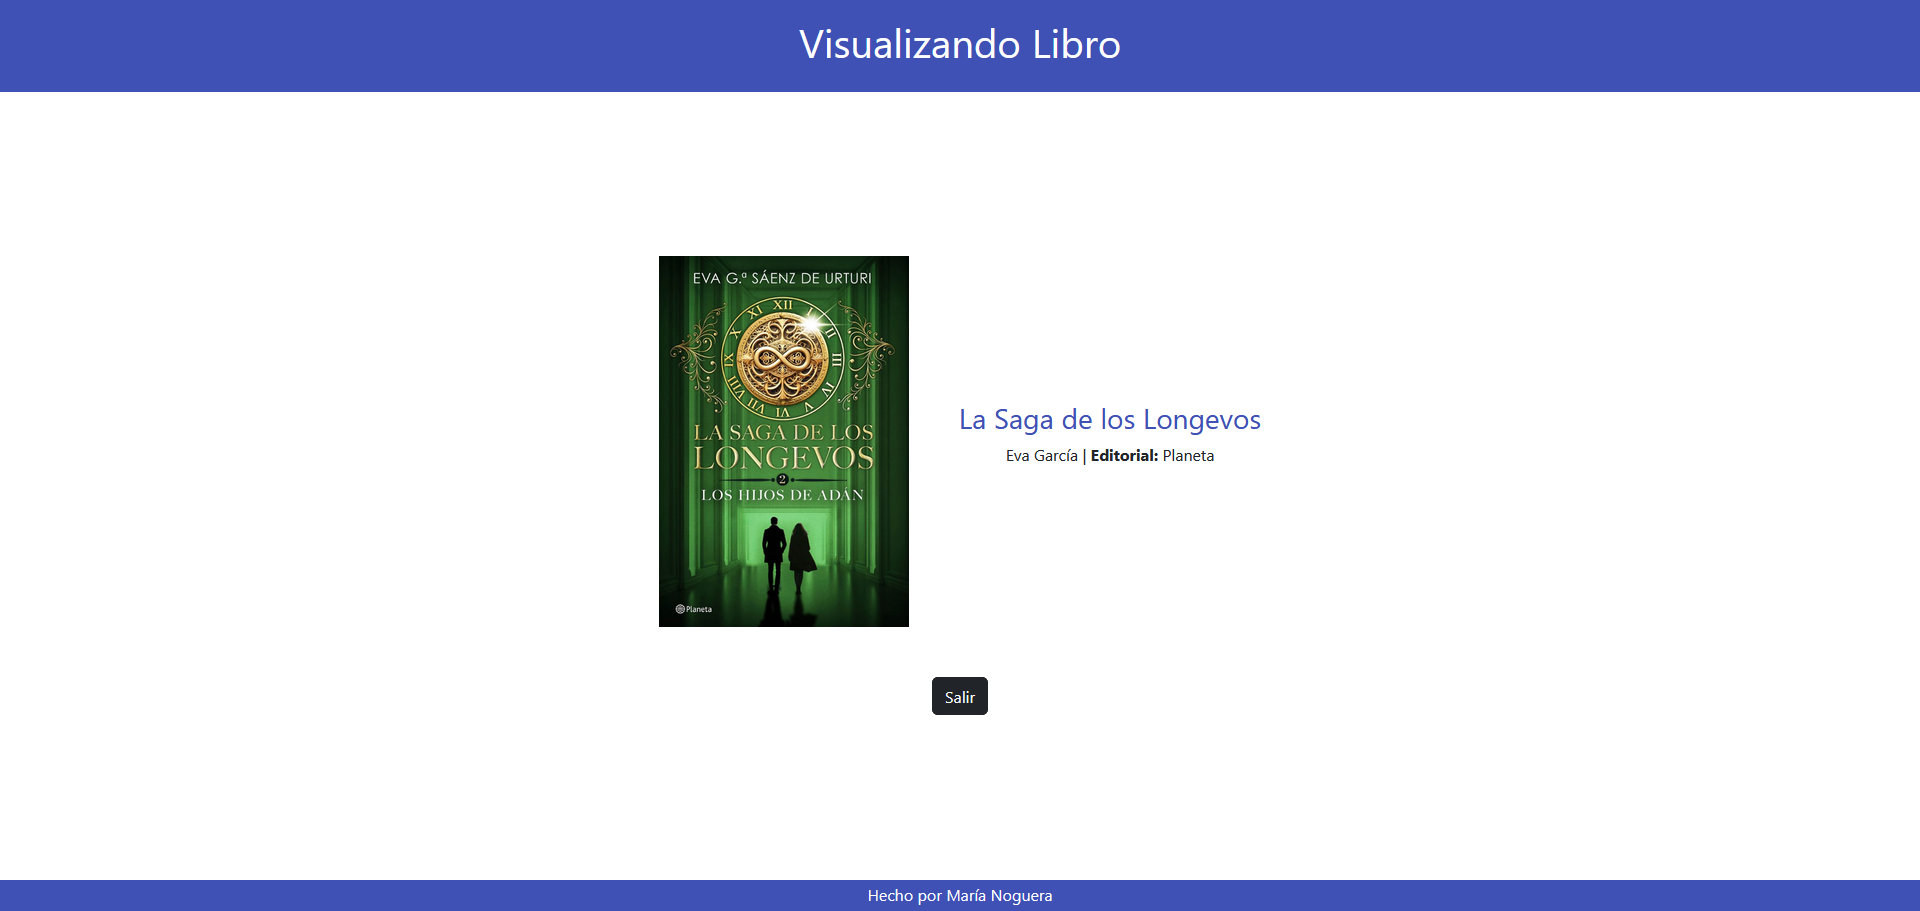 Visualizando Libro
EVA G.ª SÁENZ DE URTURI
XII
I
II
III
IV
V
VI
VII
VIII
XI
X
XI
LA SAGA DE LOS
LONGEVOS
2
LOS HIJOS DE ADÁN
Planeta
La Saga de los Longevos
Eva García | Editorial: Planeta
Salir
Hecho por María Noguera